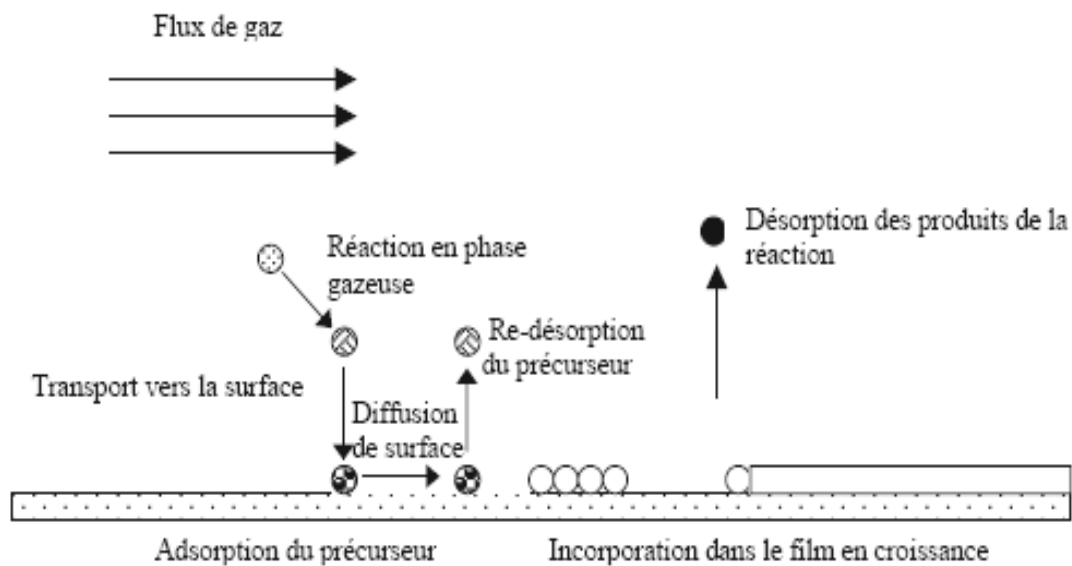 Flux de gaz
Réaction en phase
gazeuse
Désorption des produits de la
réaction
Re-désorption
du précurseur
Transport vers la surface
Diffusion
de surface
Adsorption du précurseur
Incorporation dans le film en croissance